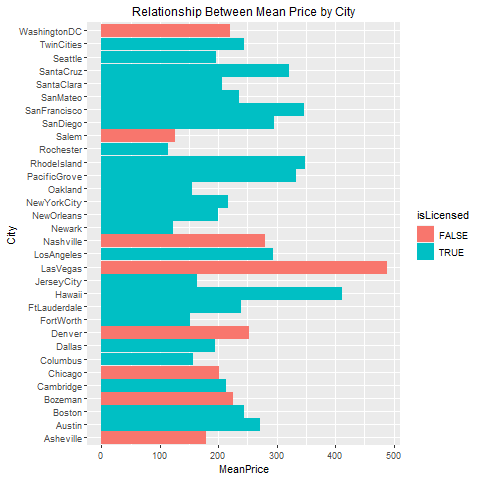 Relationship Between Mean Price by City
WashingtonDC
TwinCities
Seattle
SantaCruz
SantaClara
SanMateo
SanFrancisco
SanDiego
Salem
Rochester
RhodeIsland
PacificGrove
Oakland
NewYorkCity
NewOrleans
Newark
Nashville
LosAngeles
LasVegas
JerseyCity
Hawaii
FtLauderdale
FortWorth
Denver
Dallas
Columbus
Chicago
Cambridge
Bozeman
Boston
Austin
Asheville
City
0 100 200 300 400 500
MeanPrice
isLicensed
FALSE
TRUE